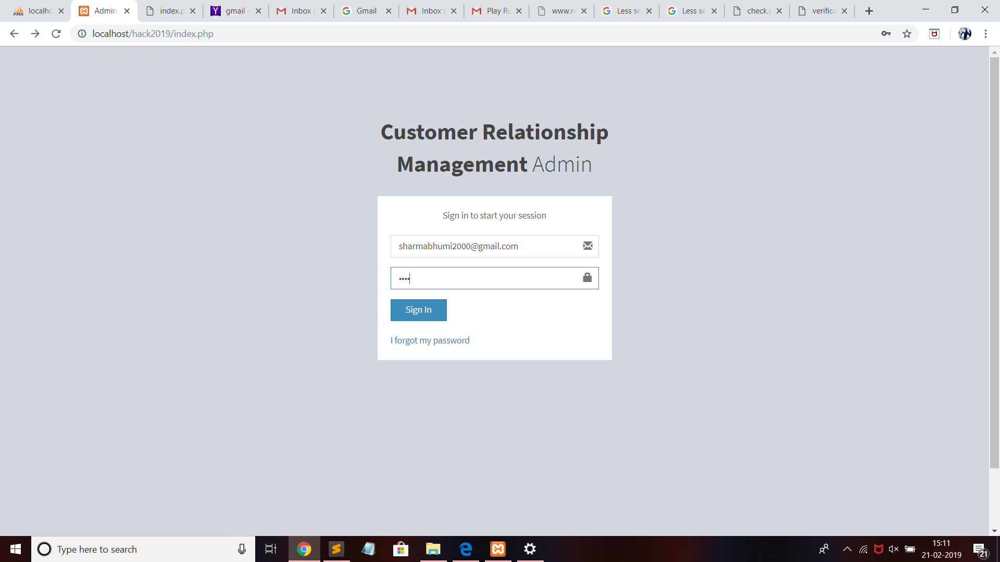 localho
Admin
index.p
gmail -
Inbox (
Gmail
Inbox (
Play Ru
www.ru
Less se
Less se
check.p
verifica
localhost/hack2019/index.php
Customer Relationship
Management Admin
Sign in to start your session
sharmabhumi2000@gmail.com
••••
Sign In
I forgot my password
Type here to search
15:11
21-02-2019
21